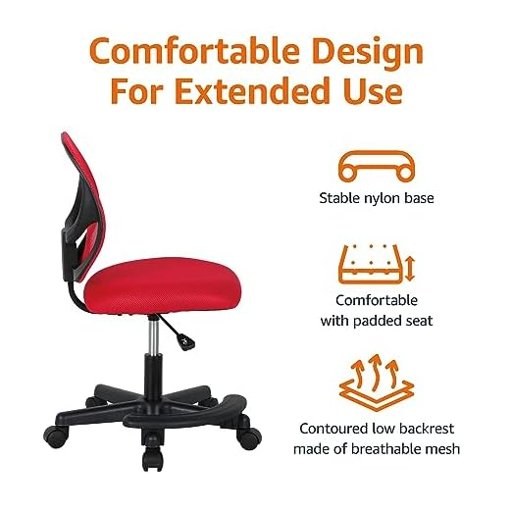 Comfortable Design
For Extended Use
Stable nylon base
Comfortable
with padded seat
Contoured low backrest
made of breathable mesh